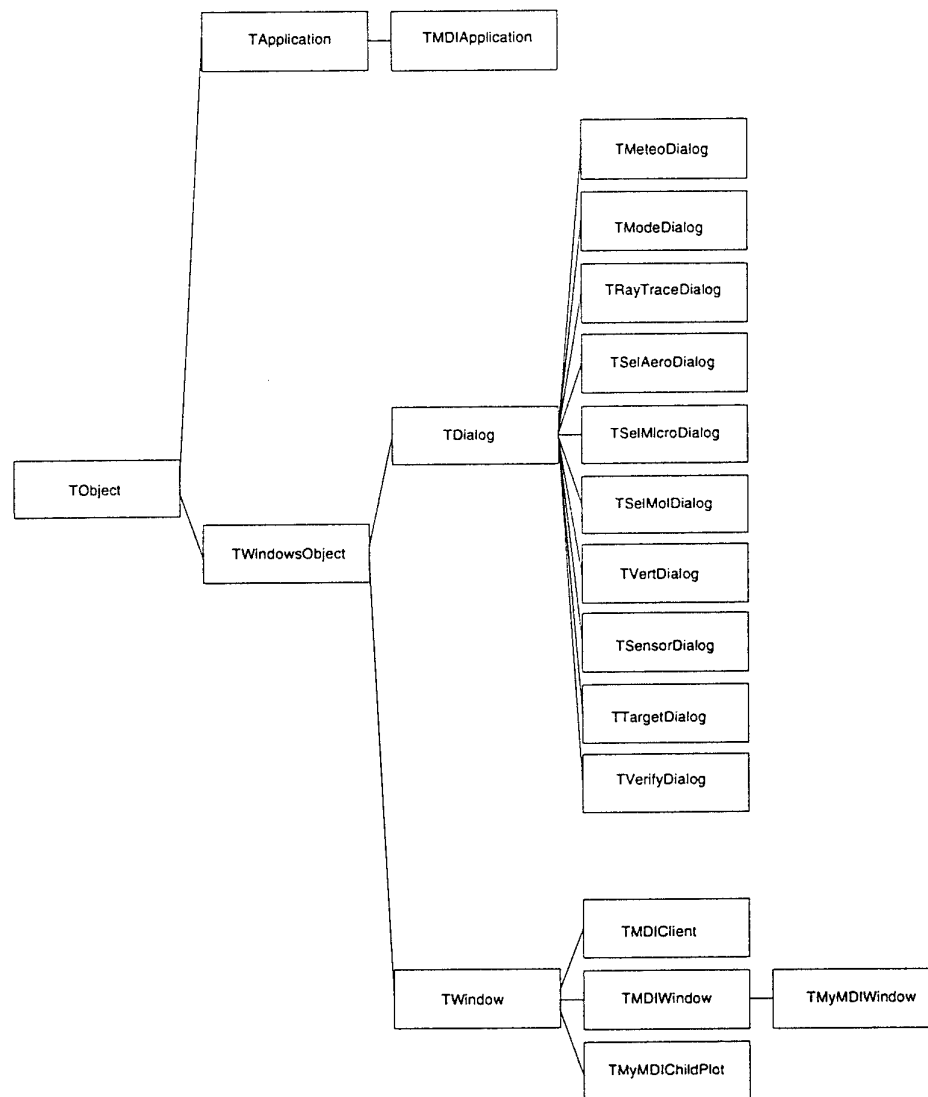 TApplication
TMDIApplication
TMeteoDialog
TModeDialog
TRayTraceDialog
TSelAeroDialog
TDialog
TSelMicroDialog
TObject
TSelMolDialog
TWindowsObject
TVertDialog
TSensorDialog
TTargetDialog
TVerifyDialog
TMDIClient
TWindow
TMDIWindow
TMyMDIWindow
TMyMDIChildPlot